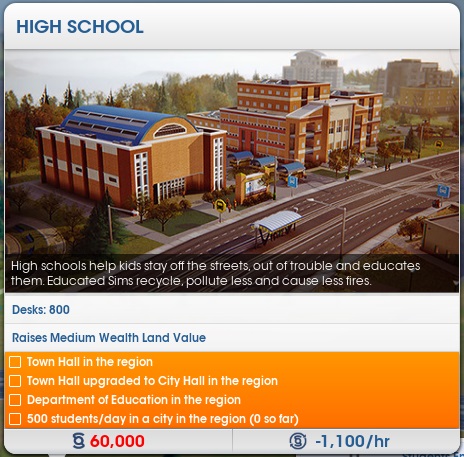 HIGH SCHOOL
High schools help kids stay off the streets, out of trouble and educates
them. Educated Sims recycle, pollute less and cause less fires.
Desks: 800
Raises Medium Wealth Land Value
Town Hall in the region
Town Hall upgraded to City Hall in the region
Department of Education in the region
500 students/day in a city in the region (0 so far)
60,000
-1,100/hr